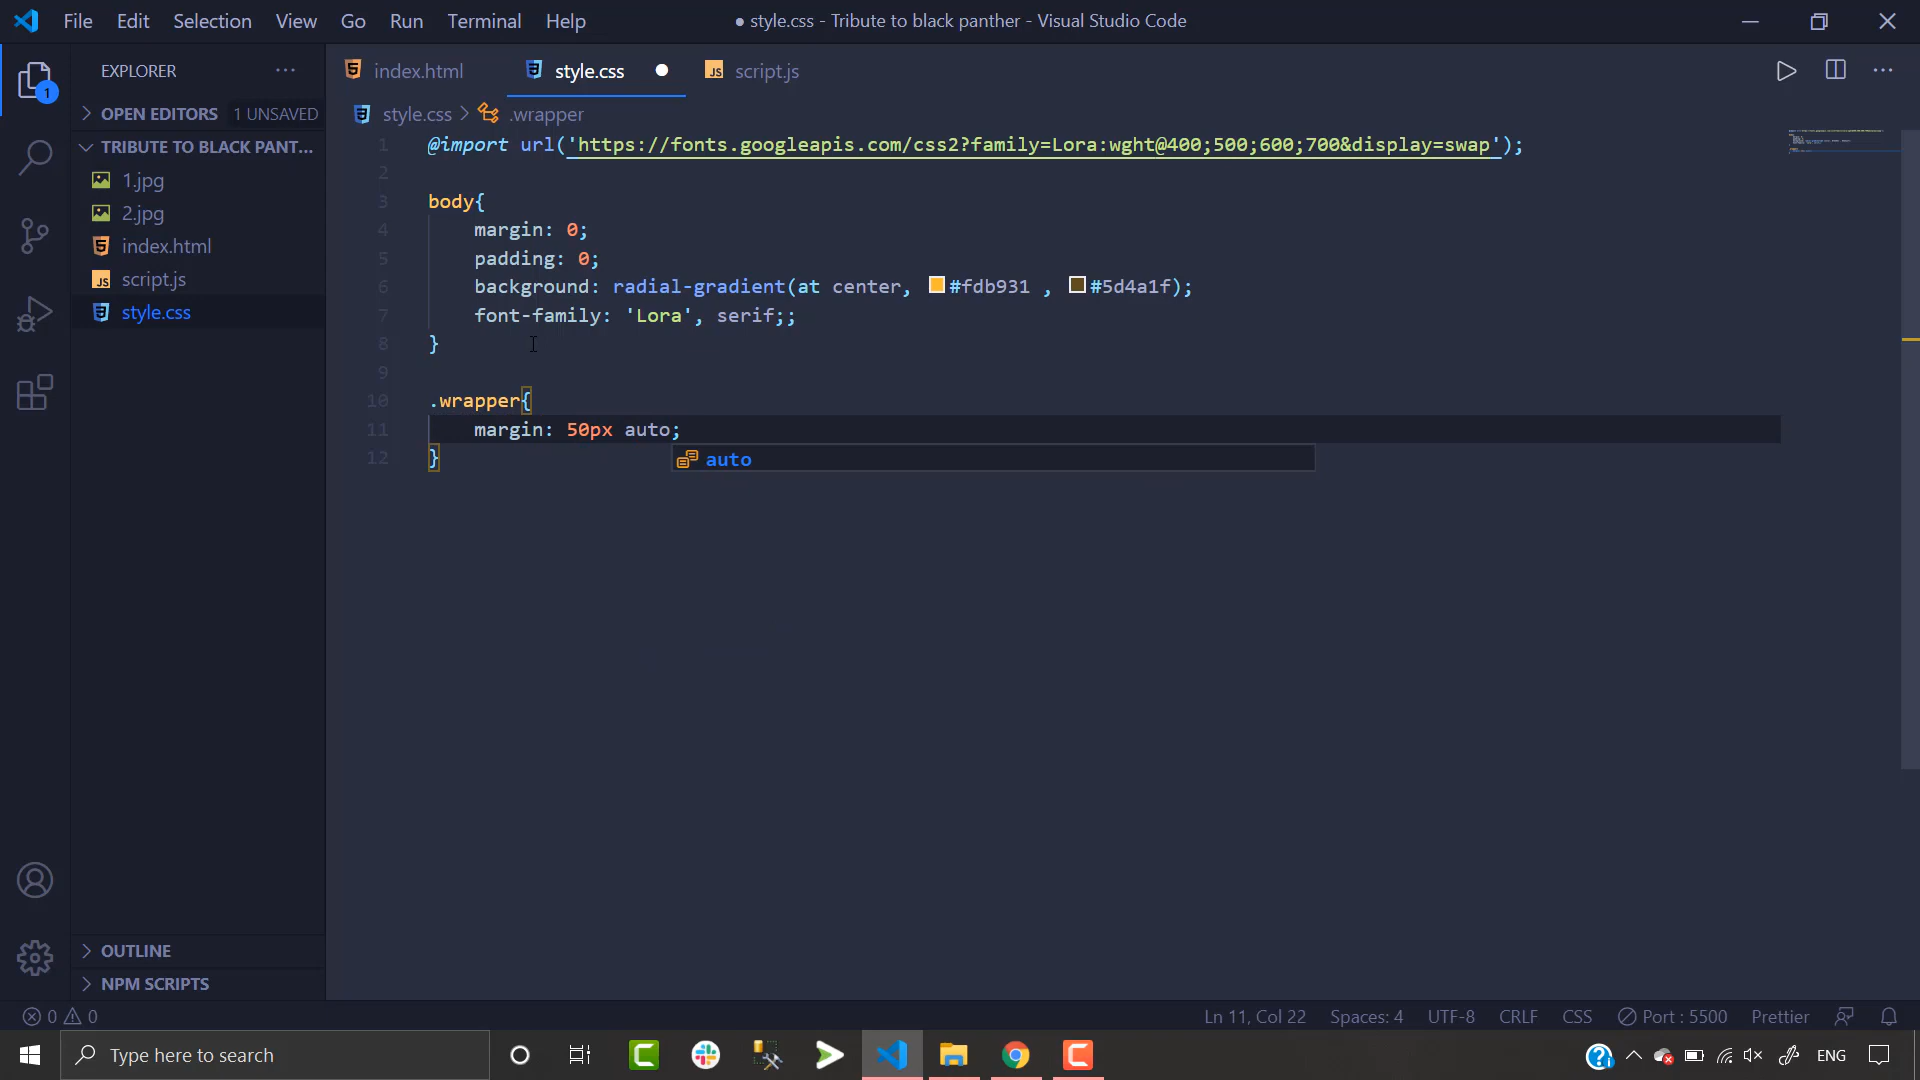 File Edit Selection View Go Run Terminal Help
● style.css - Tribute to black panther - Visual Studio Code
EXPLORER
index.html
style.css
script.js
OPEN EDITORS 1 UNSAVED
style.css > .wrapper
TRIBUTE TO BLACK PANT...
1.jpg
2.jpg
index.html
script.js
style.css
1
1 @import url('https://fonts.googleapis.com/css2?family=Lora:wght@400;500;600;700&display=swap');
2
3 body{
4 margin: 0;
5 padding: 0;
6 background: radial-gradient(at center, #fdb931 , #5d4a1f);
7 font-family: 'Lora', serif;;
8 }
9
10 .wrapper{
11 margin: 50px auto;
12 }
auto
OUTLINE
NPM SCRIPTS
0 0
Ln 11, Col 22 Spaces: 4 UTF-8 CRLF CSS Port : 5500 Prettier
Type here to search
ENG